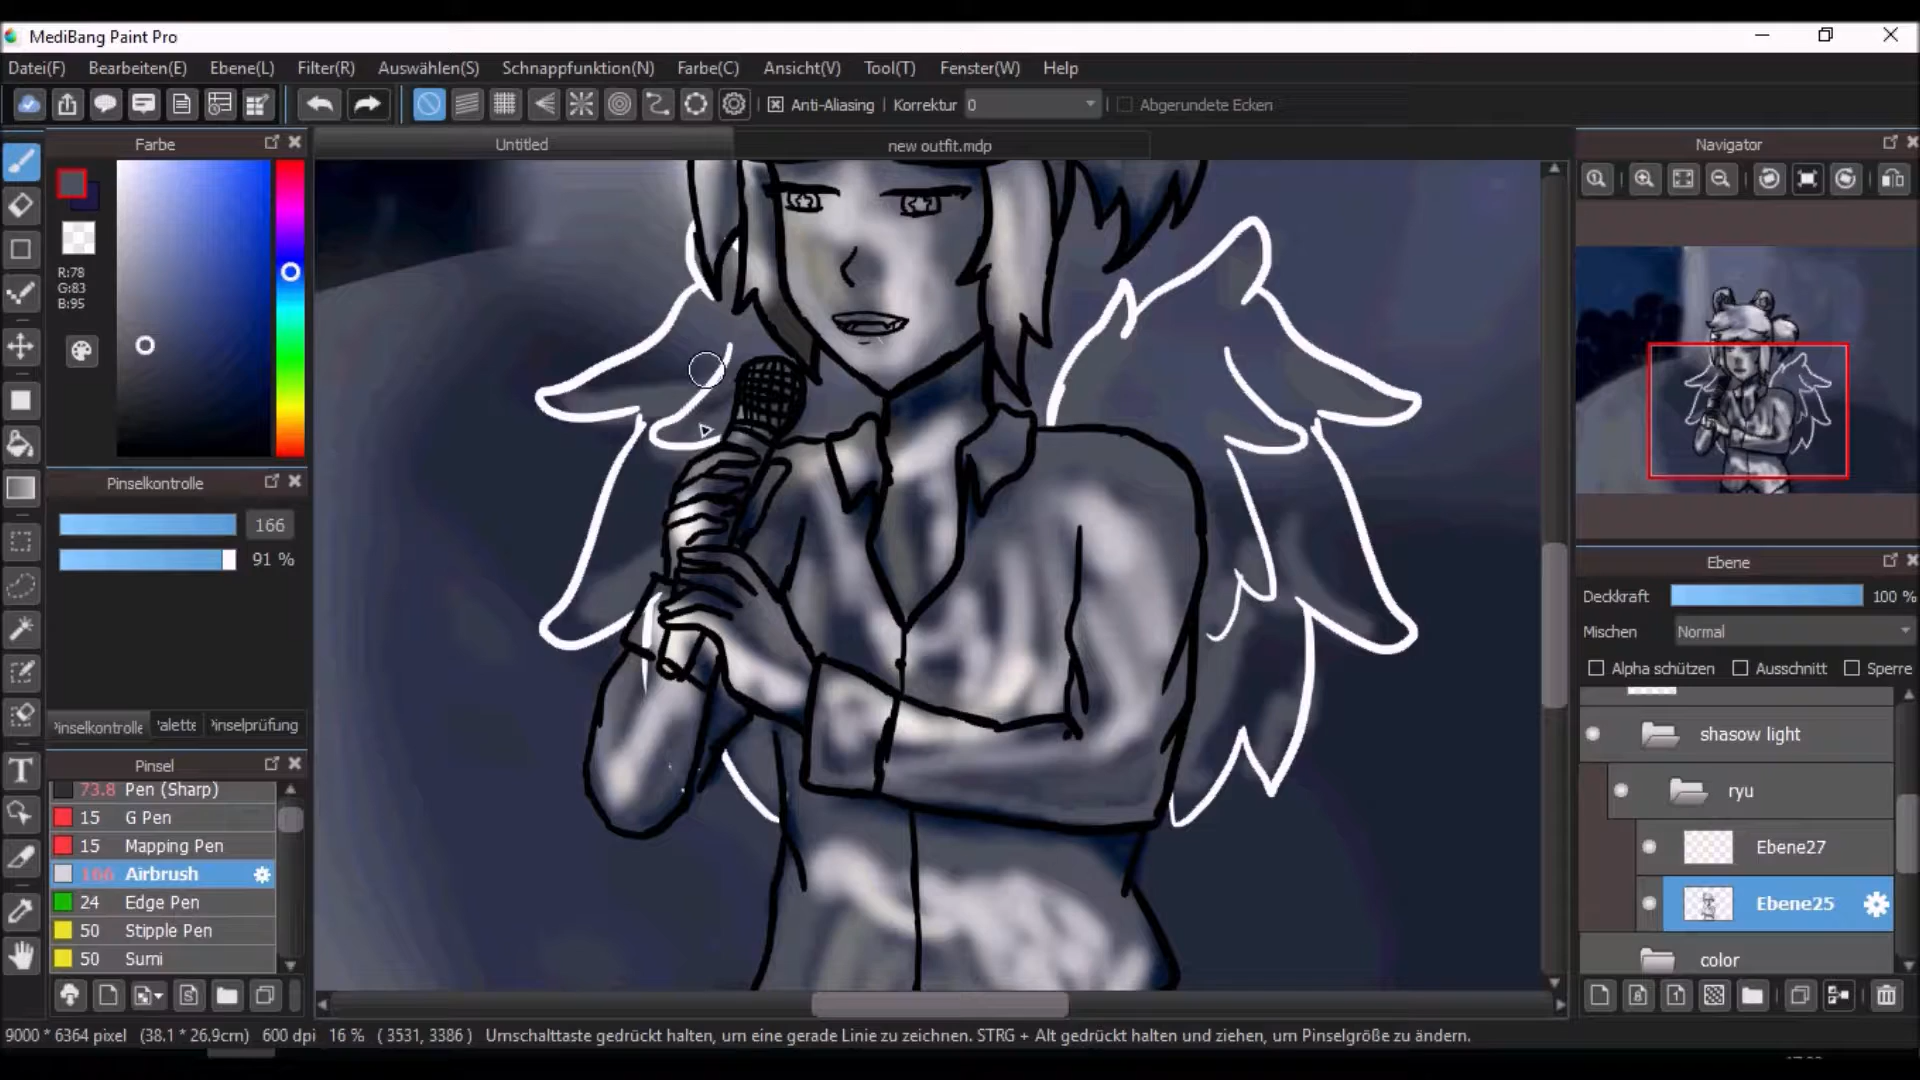 MediBang Paint Pro
Datei(F) Bearbeiten(E) Ebene(L) Filter(R) Auswählen(S) Schnappfunktion(N) Farbe(C) Ansicht(V) Tool(T) Fenster(W) Help
Anti-Aliasing Korrektur 0 Abgerundete Ecken
Farbe
Untitled
new outfit.mdp
Navigator
R:78
G:83
B:95
Pinselkontrolle
166
91 %
inselkontrolle 'alette inselprüfung
Pinsel
73.8 Pen (Sharp)
15 G Pen
15 Mapping Pen
166 Airbrush
24 Edge Pen
50 Stipple Pen
50 Sumi
Ebene
Deckkraft 100 %
Mischen Normal
Alpha schützen Ausschnitt Sperre
shasow light
ryu
Ebene27
Ebene25
color
9000 * 6364 pixel (38.1 * 26.9cm) 600 dpi 16 % ( 3531, 3386 ) Umschalttaste gedrückt halten, um eine gerade Linie zu zeichnen. STRG + Alt gedrückt halten und ziehen, um Pinselgröße zu ändern.